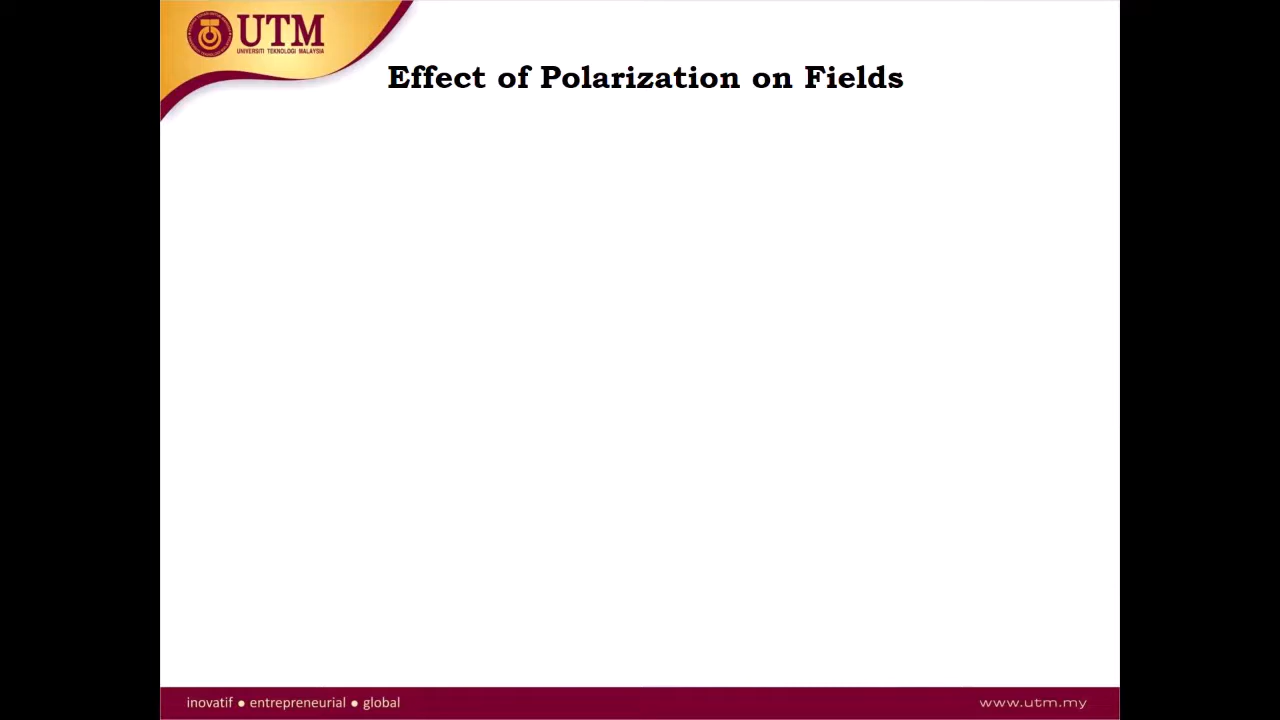 UTM
UNIVERSITI TEKNOLOGI MALAYSIA
Effect of Polarization on Fields
inovatif ● entrepreneurial ● global
www.utm.my